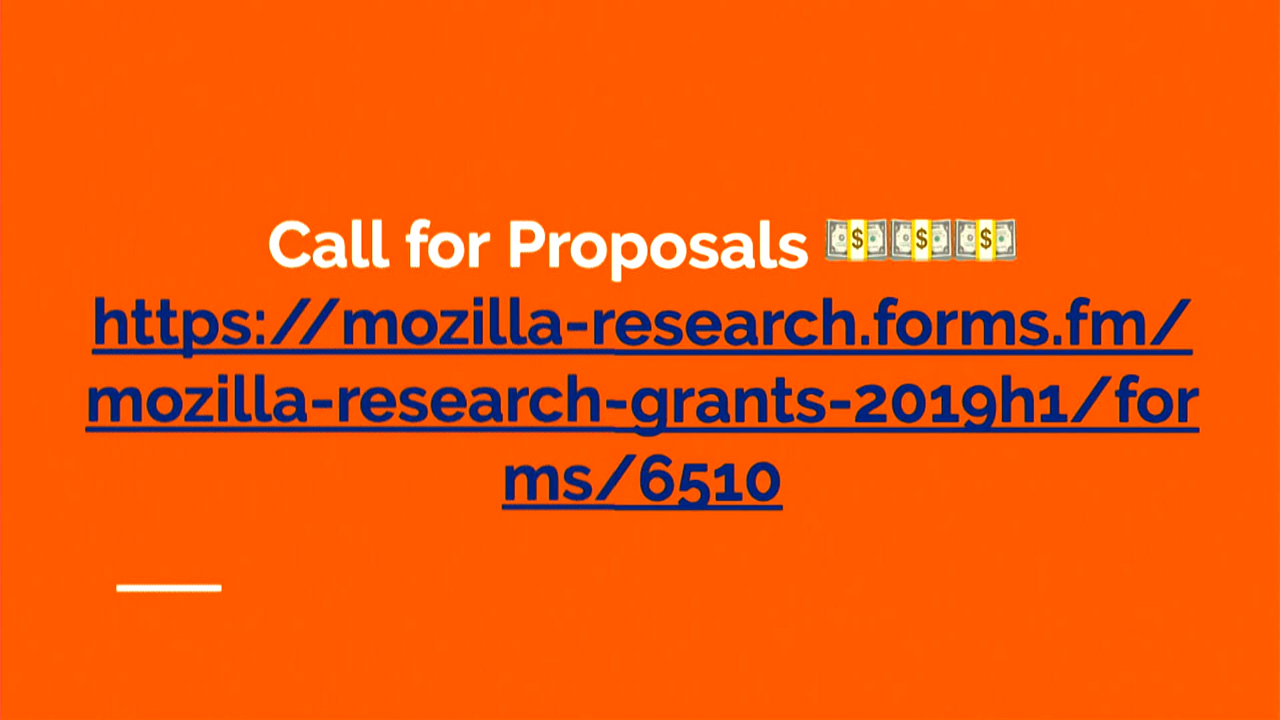 Call for Proposals 💵💵💵
https://mozilla-research.forms.fm/
mozilla-research-grants-2019h1/for
ms/6510